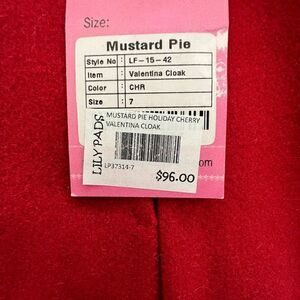 Size:
Mustard Pie
Style No : LF-15-42
Item : Valentina Cloak
Color : CHR
Size : 7
LILY PADS
MUSTARD PIE HOLIDAY CHERRY
VALENTINA CLOAK
LP37314-7
$96.00
om